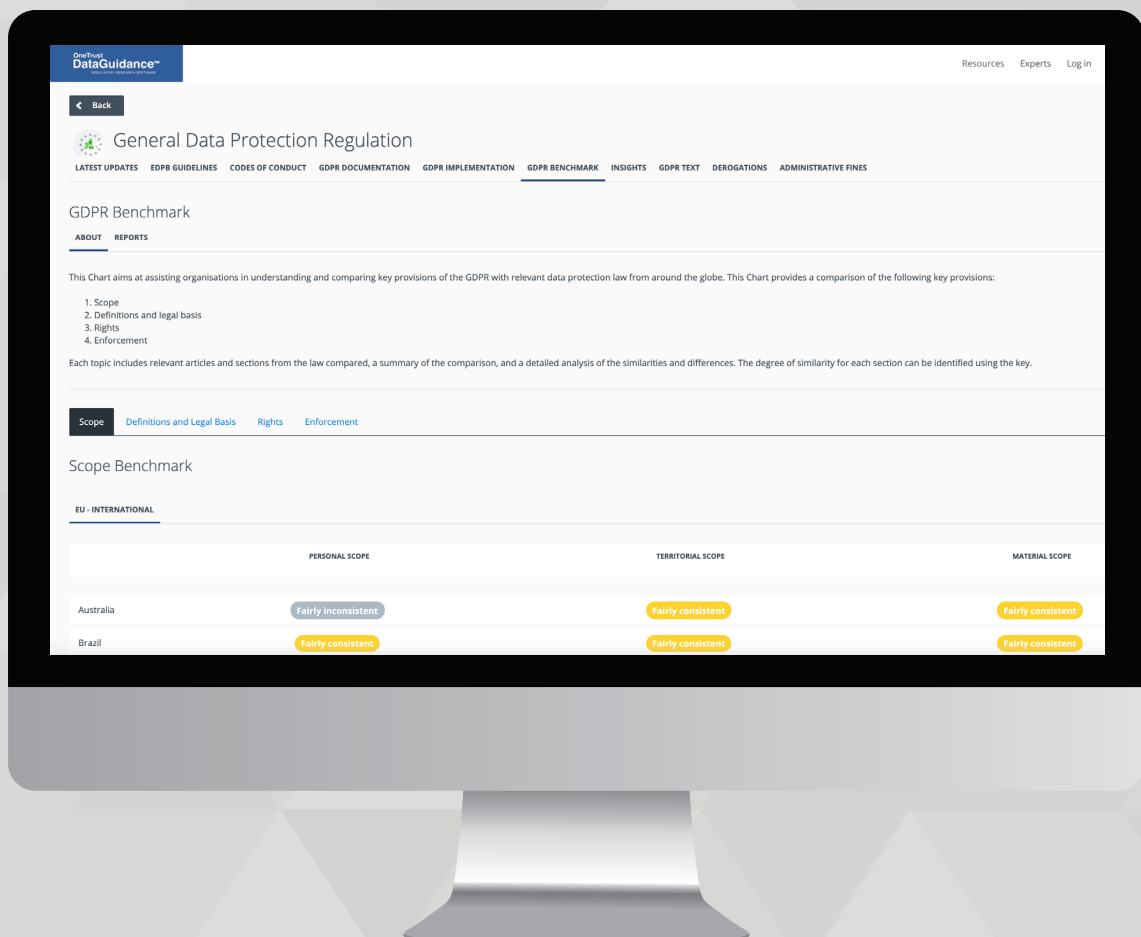 OneTrust
DataGuidance™
REGULATORY RESEARCH SOFTWARE
Resources Experts Log in
Back
General Data Protection Regulation
LATEST UPDATES EDPB GUIDELINES CODES OF CONDUCT GDPR DOCUMENTATION GDPR IMPLEMENTATION GDPR BENCHMARK INSIGHTS GDPR TEXT DEROGATIONS ADMINISTRATIVE FINES
GDPR Benchmark
ABOUT REPORTS
This Chart aims at assisting organisations in understanding and comparing key provisions of the GDPR with relevant data protection law from around the globe. This Chart provides a comparison of the following key provisions:
1. Scope
2. Definitions and legal basis
3. Rights
4. Enforcement
Each topic includes relevant articles and sections from the law compared, a summary of the comparison, and a detailed analysis of the similarities and differences. The degree of similarity for each section can be identified using the key.
Scope Definitions and Legal Basis Rights Enforcement
Scope Benchmark
EU - INTERNATIONAL
PERSONAL SCOPE TERRITORIAL SCOPE MATERIAL SCOPE
Australia Fairly inconsistent Fairly consistent Fairly consistent
Brazil Fairly consistent Fairly consistent Fairly consistent